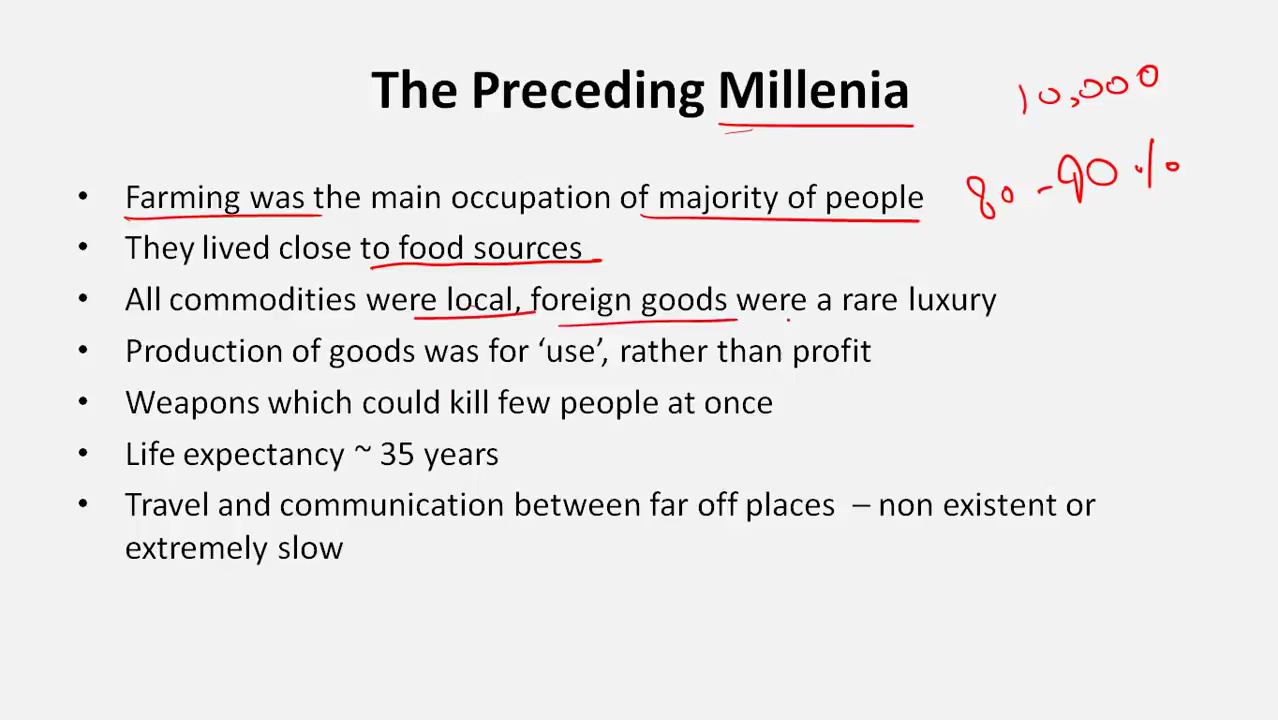 The Preceding Millenia
10,000
• Farming was the main occupation of majority of people
80-90%
• They lived close to food sources
• All commodities were local, foreign goods were a rare luxury
• Production of goods was for ‘use’, rather than profit
• Weapons which could kill few people at once
• Life expectancy ~ 35 years
• Travel and communication between far off places – non existent or
extremely slow